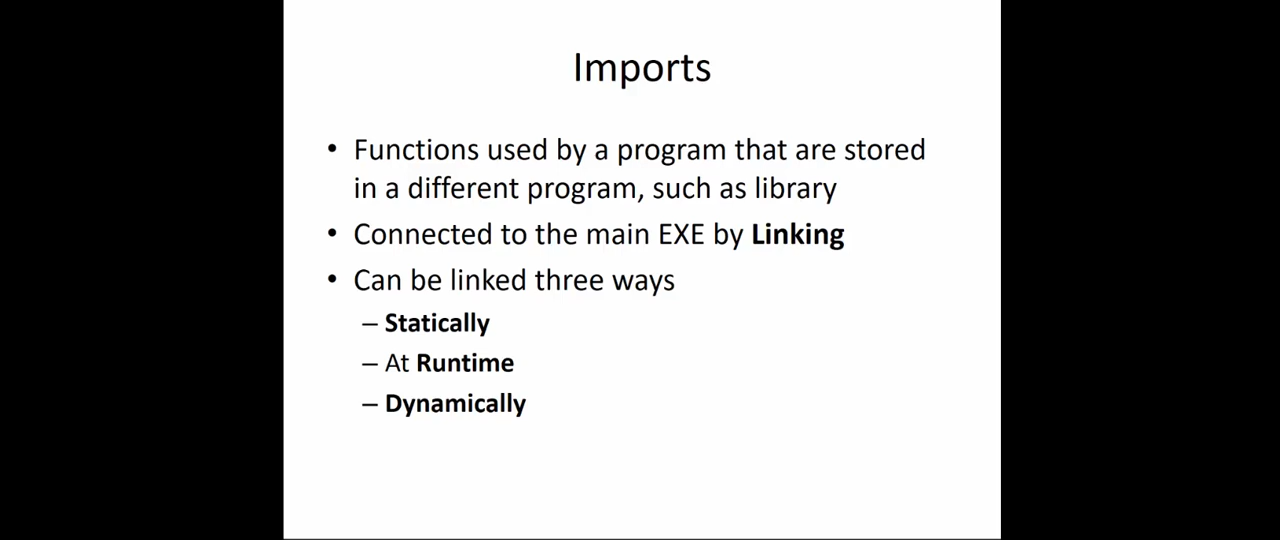 Imports
• Functions used by a program that are stored
in a different program, such as library
• Connected to the main EXE by Linking
• Can be linked three ways
– Statically
– At Runtime
– Dynamically